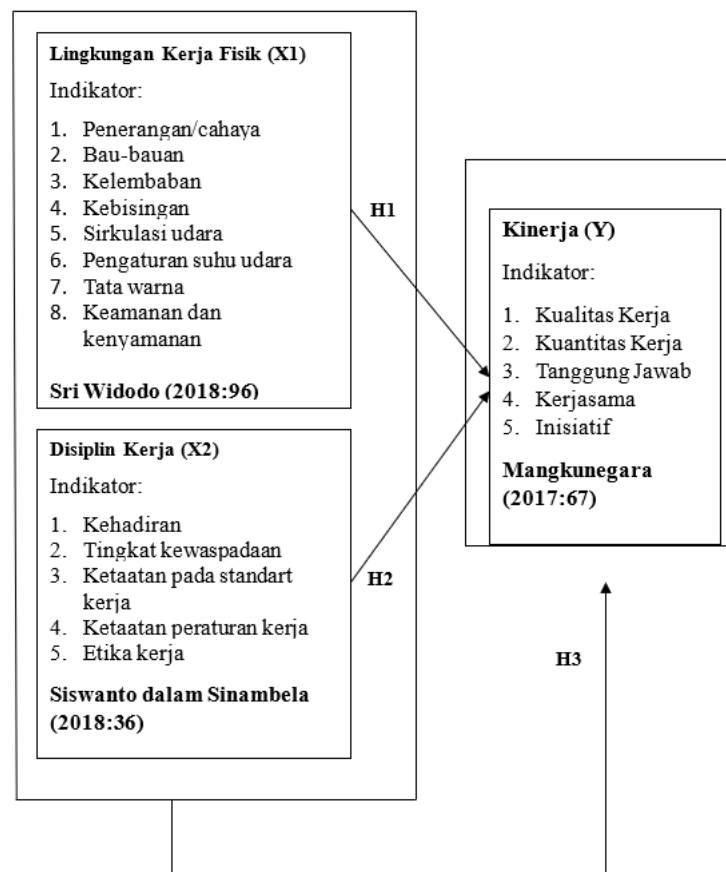 Lingkungan Kerja Fisik (X1)
Indikator:
1. Penerangan/cahaya
2. Bau-bauan
3. Kelembaban
4. Kebisingan
5. Sirkulasi udara
6. Pengaturan suhu udara
7. Tata warna
8. Keamanan dan
kenyamanan
Sri Widodo (2018:96)
Disiplin Kerja (X2)
Indikator:
1. Kehadiran
2. Tingkat kewaspadaan
3. Ketaatan pada standart
kerja
4. Ketaatan peraturan kerja
5. Etika kerja
Siswanto dalam Sinambela
(2018:36)
H1
H2
Kinerja (Y)
Indikator:
1. Kualitas Kerja
2. Kuantitas Kerja
3. Tanggung Jawab
4. Kerjasama
5. Inisiatif
Mangkunegara
(2017:67)
H3